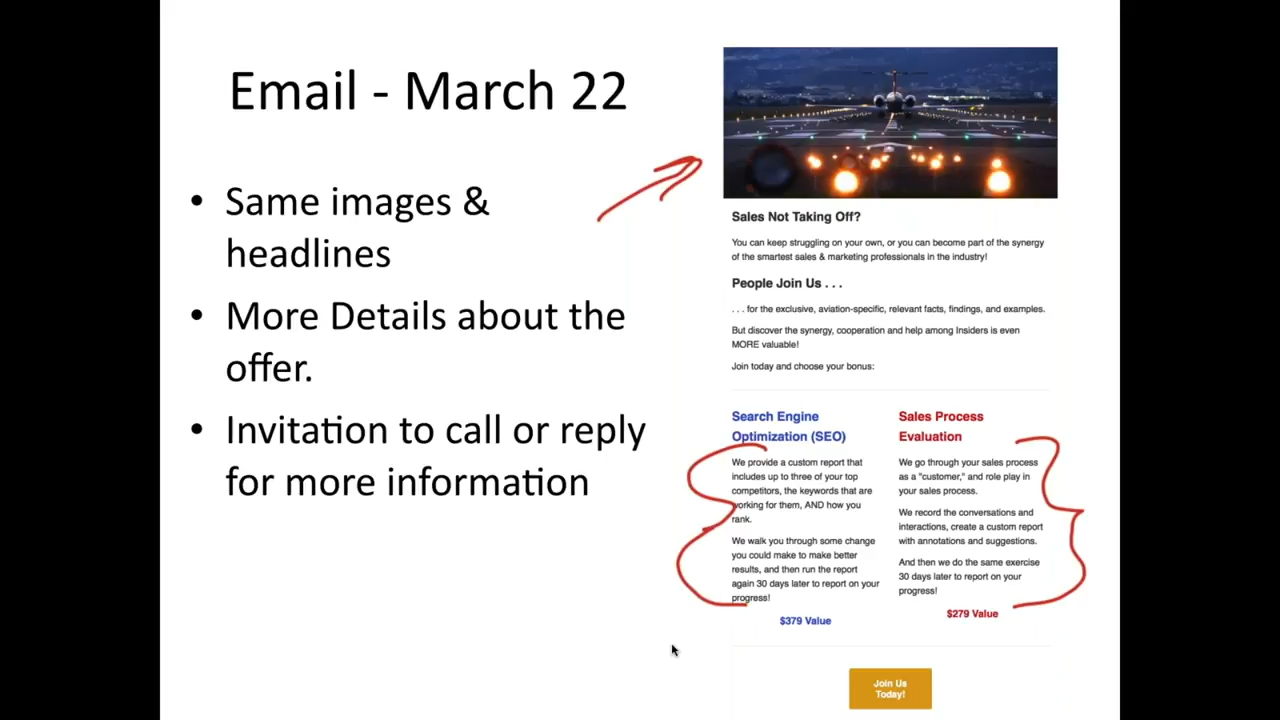 Email - March 22
• Same images &
headlines
• More Details about the
offer.
• Invitation to call or reply
for more information
Sales Not Taking Off?
You can keep struggling on your own, or you can become part of the synergy
of the smartest sales & marketing professionals in the industry!
People Join Us . . .
. . . for the exclusive, aviation-specific, relevant facts, findings, and examples.
But discover the synergy, cooperation and help among Insiders is even
MORE valuable!
Join today and choose your bonus:
Search Engine
Optimization (SEO)
We provide a custom report that
includes up to three of your top
competitors, the keywords that are
working for them, AND how you
rank.
We walk you through some change
you could make to make better
results, and then run the report
again 30 days later to report on your
progress!
$379 Value
Sales Process
Evaluation
We go through your sales process
as a "customer," and role play in
your sales process.
We record the conversations and
interactions, create a custom report
with annotations and suggestions.
And then we do the same exercise
30 days later to report on your
progress!
$279 Value
Join Us
Today!